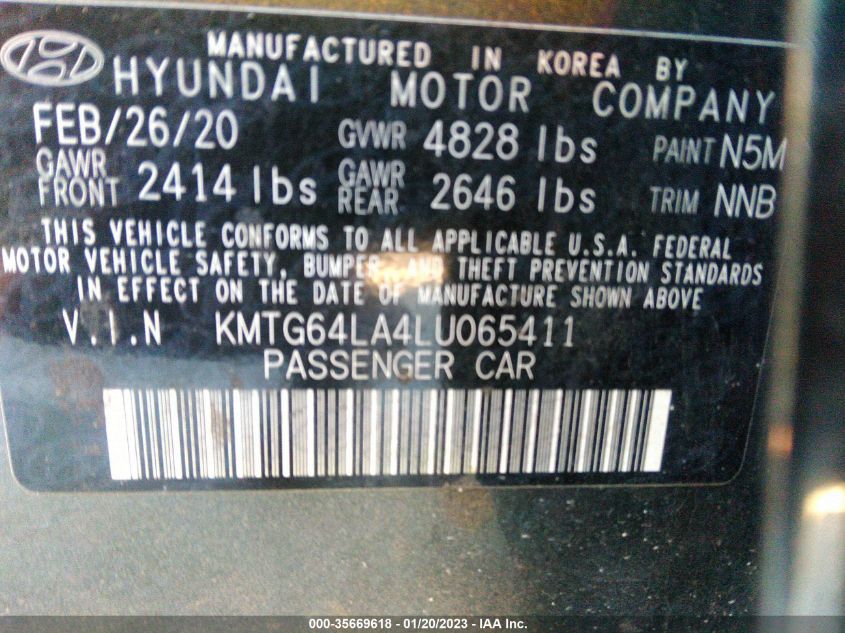 MANUFACTURED IN KOREA BY
HYUNDAI MOTOR COMPANY
FEB/26/20 GVWR 4828 lbs PAINT N5M
GAWR FRONT 2414 lbs GAWR REAR 2646 lbs TRIM NNB
THIS VEHICLE CONFORMS TO ALL APPLICABLE U.S.A. FEDERAL
MOTOR VEHICLE SAFETY, BUMPER, AND THEFT PREVENTION STANDARDS
IN EFFECT ON THE DATE OF MANUFACTURE SHOWN ABOVE
V.I.N KMTG64LA4LU065411
PASSENGER CAR
000-35669618 - 01/20/2023 - IAA Inc.